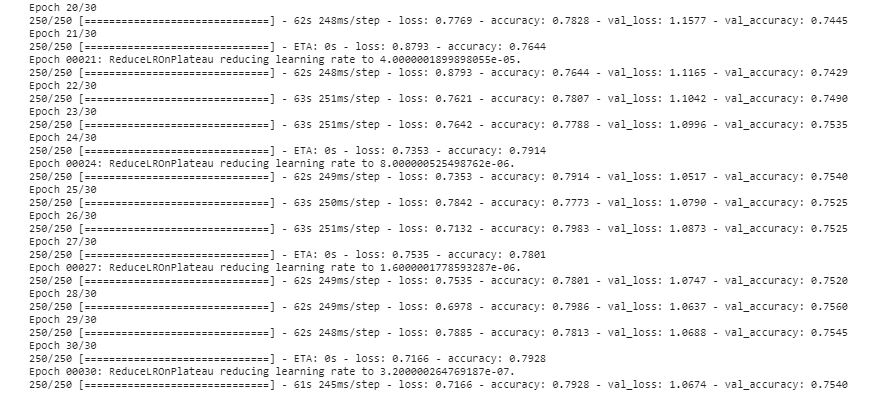 Epoch 20/30
250/250 [==============================] - 62s 248ms/step - loss: 0.7769 - accuracy: 0.7828 - val_loss: 1.1577 - val_accuracy: 0.7445
Epoch 21/30
250/250 [==============================] - ETA: 0s - loss: 0.8793 - accuracy: 0.7644
Epoch 00021: ReduceLROnPlateau reducing learning rate to 4.0000001899898055e-05.
250/250 [==============================] - 62s 248ms/step - loss: 0.8793 - accuracy: 0.7644 - val_loss: 1.1165 - val_accuracy: 0.7429
Epoch 22/30
250/250 [==============================] - 63s 251ms/step - loss: 0.7621 - accuracy: 0.7807 - val_loss: 1.1042 - val_accuracy: 0.7490
Epoch 23/30
250/250 [==============================] - 63s 251ms/step - loss: 0.7642 - accuracy: 0.7788 - val_loss: 1.0996 - val_accuracy: 0.7535
Epoch 24/30
250/250 [==============================] - ETA: 0s - loss: 0.7353 - accuracy: 0.7914
Epoch 00024: ReduceLROnPlateau reducing learning rate to 8.000000525498762e-06.
250/250 [==============================] - 62s 249ms/step - loss: 0.7353 - accuracy: 0.7914 - val_loss: 1.0517 - val_accuracy: 0.7540
Epoch 25/30
250/250 [==============================] - 63s 250ms/step - loss: 0.7842 - accuracy: 0.7773 - val_loss: 1.0790 - val_accuracy: 0.7525
Epoch 26/30
250/250 [==============================] - 63s 251ms/step - loss: 0.7132 - accuracy: 0.7983 - val_loss: 1.0873 - val_accuracy: 0.7525
Epoch 27/30
250/250 [==============================] - ETA: 0s - loss: 0.7535 - accuracy: 0.7801
Epoch 00027: ReduceLROnPlateau reducing learning rate to 1.6000001778593287e-06.
250/250 [==============================] - 62s 249ms/step - loss: 0.7535 - accuracy: 0.7801 - val_loss: 1.0747 - val_accuracy: 0.7520
Epoch 28/30
250/250 [==============================] - 62s 249ms/step - loss: 0.6978 - accuracy: 0.7986 - val_loss: 1.0637 - val_accuracy: 0.7560
Epoch 29/30
250/250 [==============================] - 62s 248ms/step - loss: 0.7885 - accuracy: 0.7813 - val_loss: 1.0688 - val_accuracy: 0.7545
Epoch 30/30
250/250 [==============================] - ETA: 0s - loss: 0.7166 - accuracy: 0.7928
Epoch 00030: ReduceLROnPlateau reducing learning rate to 3.200000264769187e-07.
250/250 [==============================] - 61s 245ms/step - loss: 0.7166 - accuracy: 0.7928 - val_loss: 1.0674 - val_accuracy: 0.7540